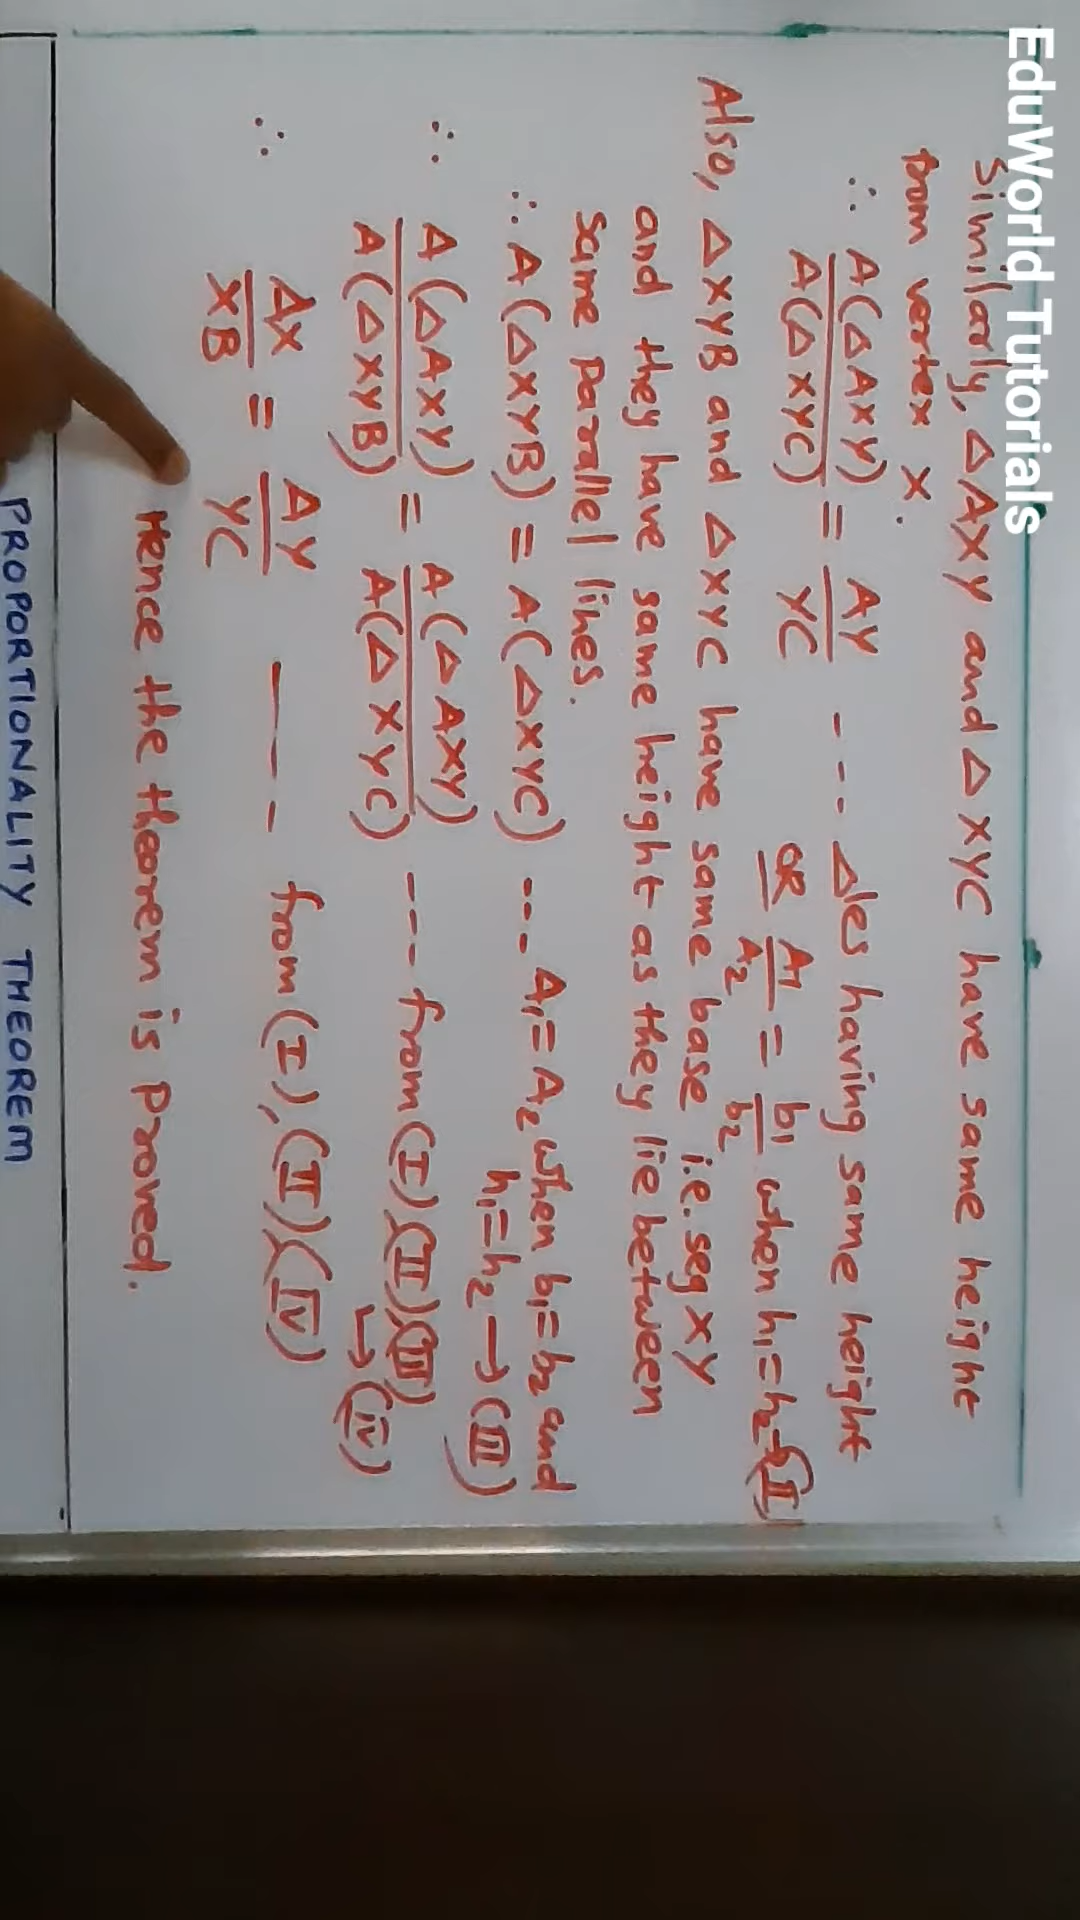 EduWorld Tutorials
Similarly, △AXY and △XYC have same height
from vertex X.
∴ A(△AXY)/A(△XYC) = AY/YC --- △les having same height
OR A1/A2 = b1/b2 when h1=h2 → (II)
Also, △XYB and △XYC have same base i.e. seg XY
and they have same height as they lie between
same parallel lines.
∴ A(△XYB) = A(△XYC) --- A1=A2 when b1=b2 and
h1=h2 → (III)
∴ A(△AXY)/A(△XYB) = A(△AXY)/A(△XYC) --- from (I),(II),(III)
↳ (IV)
∴ AX/XB = AY/YC --- from (I), (II),(IV)
Hence the theorem is proved.
PROPORTIONALITY THEOREM